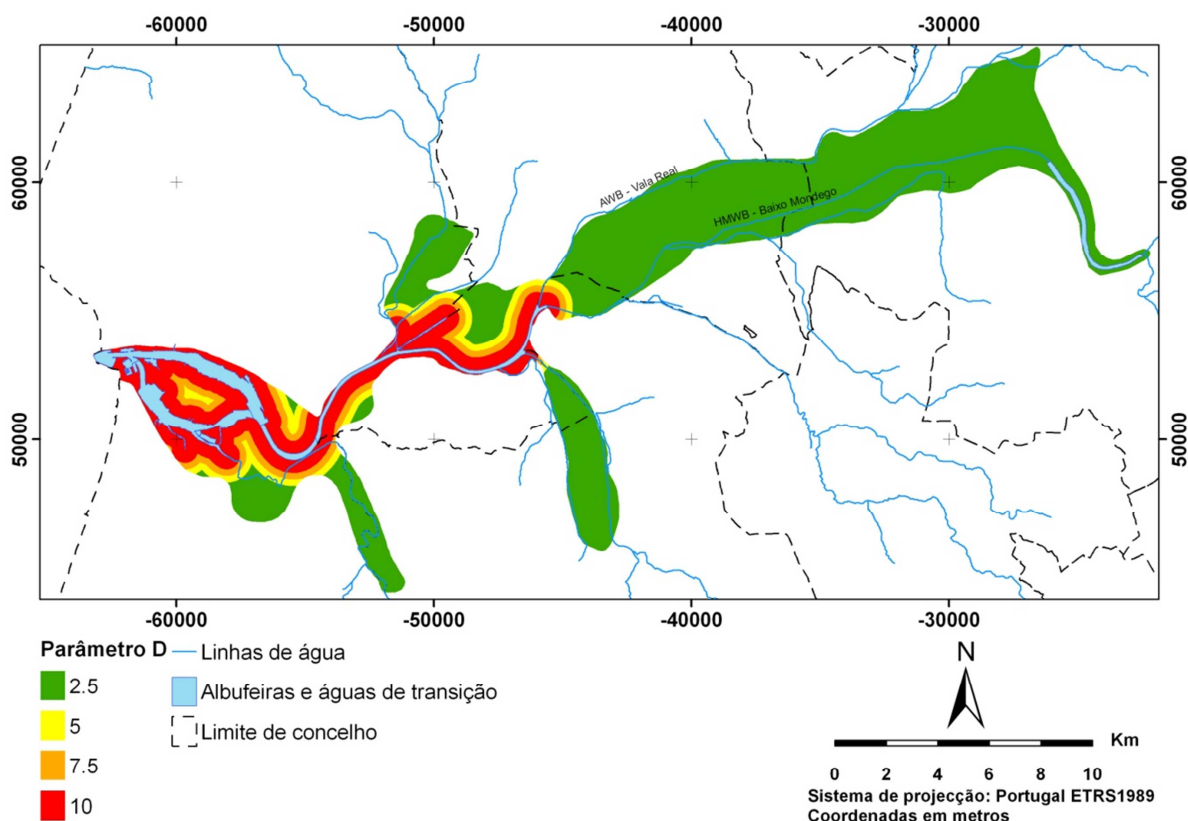 -60000 -50000 -40000 -30000
60000 60000
AWB - Vala Real
HMWB - Baixo Mondego
50000 50000
-60000 -50000 -40000 -30000
Parâmetro D
2.5
5
7.5
10
Linhas de água
Albufeiras e águas de transição
Limite de concelho
N
Km
0 2 4 6 8 10
Sistema de projecção: Portugal ETRS1989
Coordenadas em metros